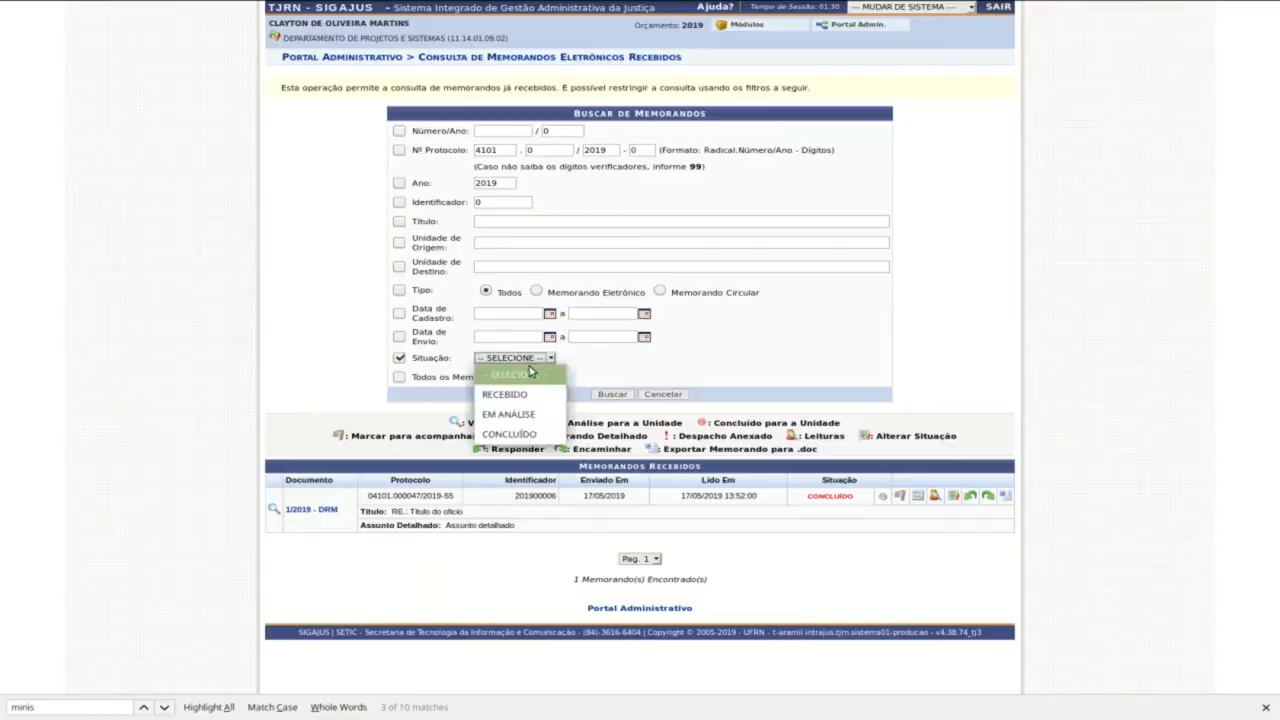 TJRN - SIGAJUS - Sistema Integrado de Gestão Administrativa da Justiça Ajuda? Tempo de Sessão: 01:30 --- MUDAR DE SISTEMA --- SAIR
CLAYTON DE OLIVEIRA MARTINS Orçamento: 2019 Módulos Portal Admin.
DEPARTAMENTO DE PROJETOS E SISTEMAS (11.14.01.09.02)
PORTAL ADMINISTRATIVO > CONSULTA DE MEMORANDOS ELETRÔNICOS RECEBIDOS
Esta operação permite a consulta de memorandos já recebidos. É possível restringir a consulta usando os filtros a seguir.
BUSCAR DE MEMORANDOS
Número/Ano: / 0
Nº Protocolo: 4101 . 0 / 2019 - 0 (Formato: Radical.Número/Ano - Dígitos)
(Caso não saiba os dígitos verificadores, informe 99)
Ano: 2019
Identificador: 0
Título:
Unidade de
Origem:
Unidade de
Destino:
Tipo: Todos Memorando Eletrônico Memorando Circular
Data de
Cadastro: a
Data de
Envio: a
Situação: -- SELECIONE --
-- SELECIONE --
Todos os Mem
RECEBIDO Buscar Cancelar
EM ANÁLISE
CONCLUÍDO
: V Análise para a Unidade : Concluído para a Unidade
: Marcar para acompanha rando Detalhado ! : Despacho Anexado : Leituras : Alterar Situação
: Responder : Encaminhar : Exportar Memorando para .doc
MEMORANDOS RECEBIDOS
Documento Protocolo Identificador Enviado Em Lido Em Situação
1/2019 - DRM 04101.000047/2019-55 201900006 17/05/2019 17/05/2019 13:52:00 CONCLUÍDO
Título: RE.: Titulo do oficio
Assunto Detalhado: Assunto detalhado
Pag. 1
1 Memorando(s) Encontrado(s)
Portal Administrativo
SIGAJUS | SETIC - Secretaria de Tecnologia da Informação e Comunicação - (84)-3616-6404 | Copyright © 2005-2019 - UFRN - t-aramil.intrajus.tjrn.sistema01-producao - v4.38.74_tj3
minis Highlight All Match Case Whole Words 3 of 10 matches